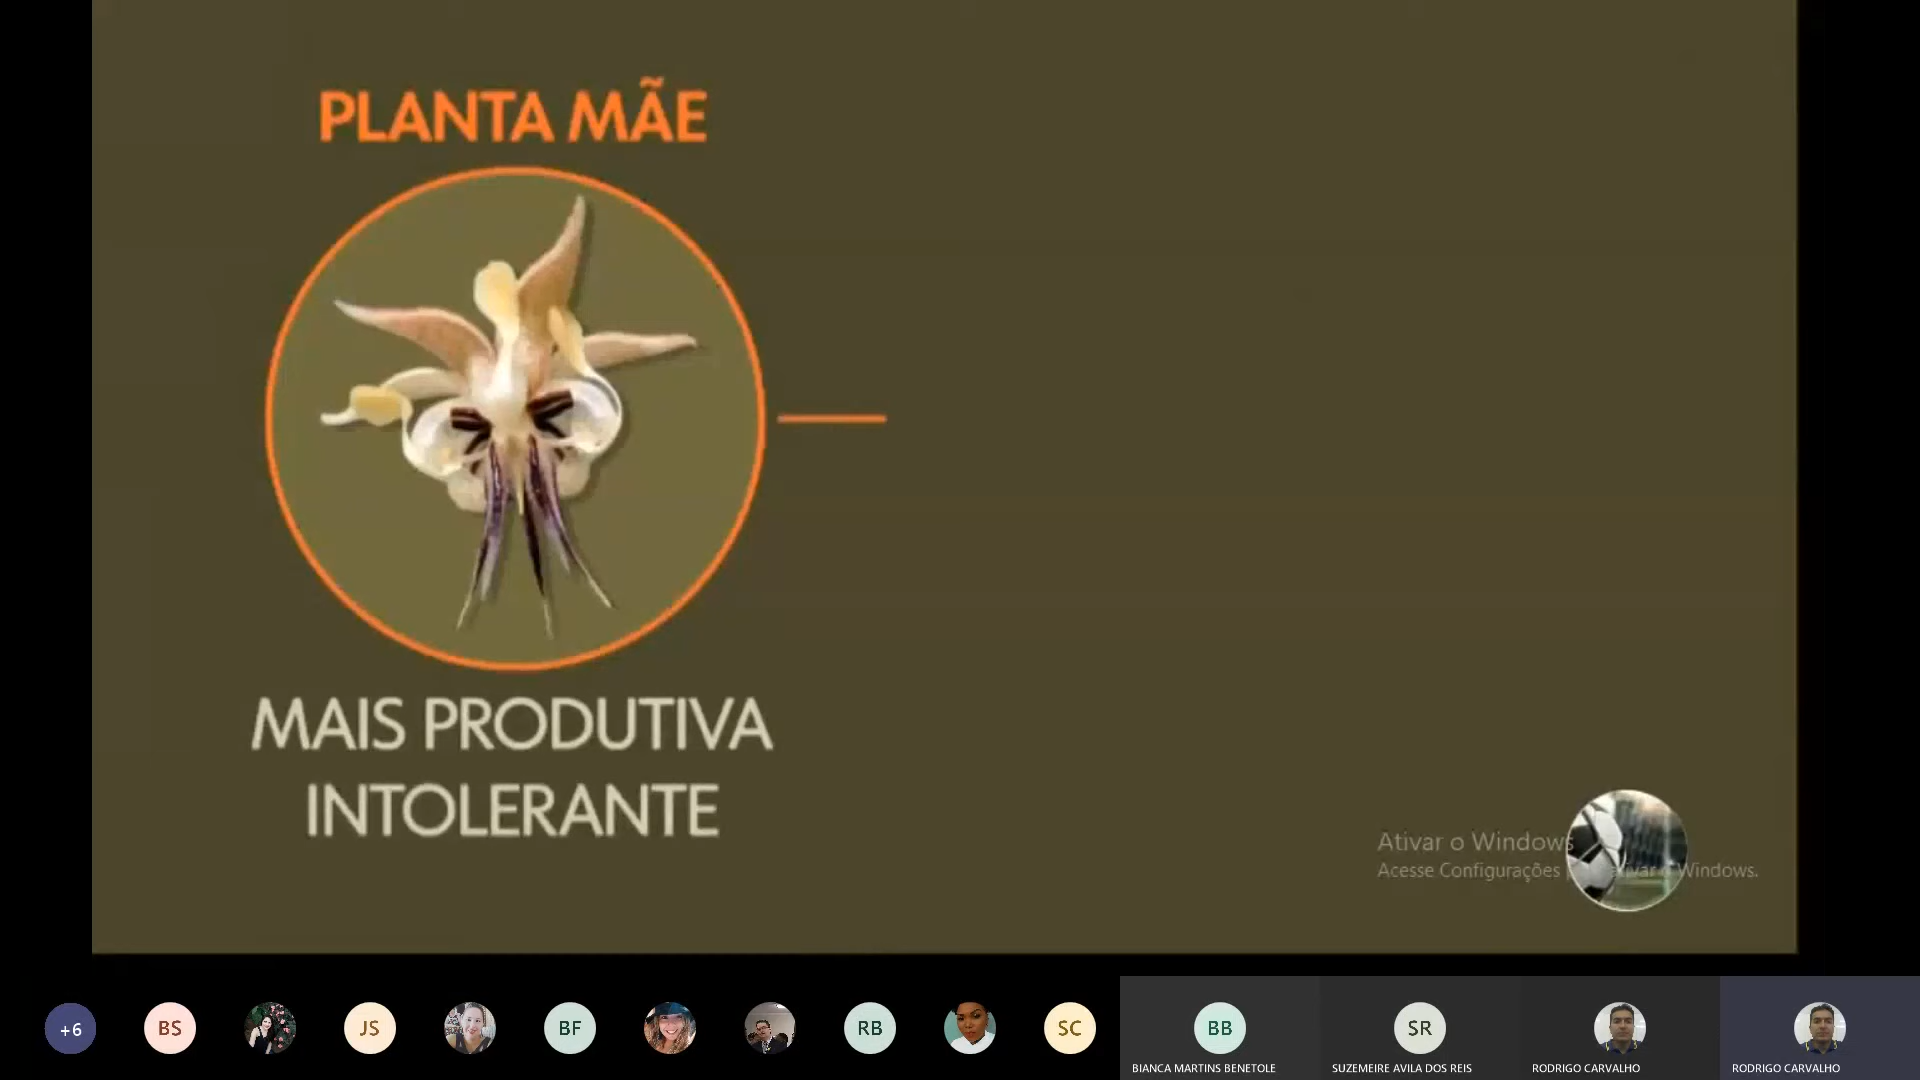 PLANTA MÃE
MAIS PRODUTIVA
INTOLERANTE
Ativar o Windows
Acesse Configurações ativar o Windows.
+6
BS
JS
BF
RB
SC
BB
SR
BIANCA MARTINS BENETOLE
SUZEMEIRE AVILA DOS REIS
RODRIGO CARVALHO
RODRIGO CARVALHO